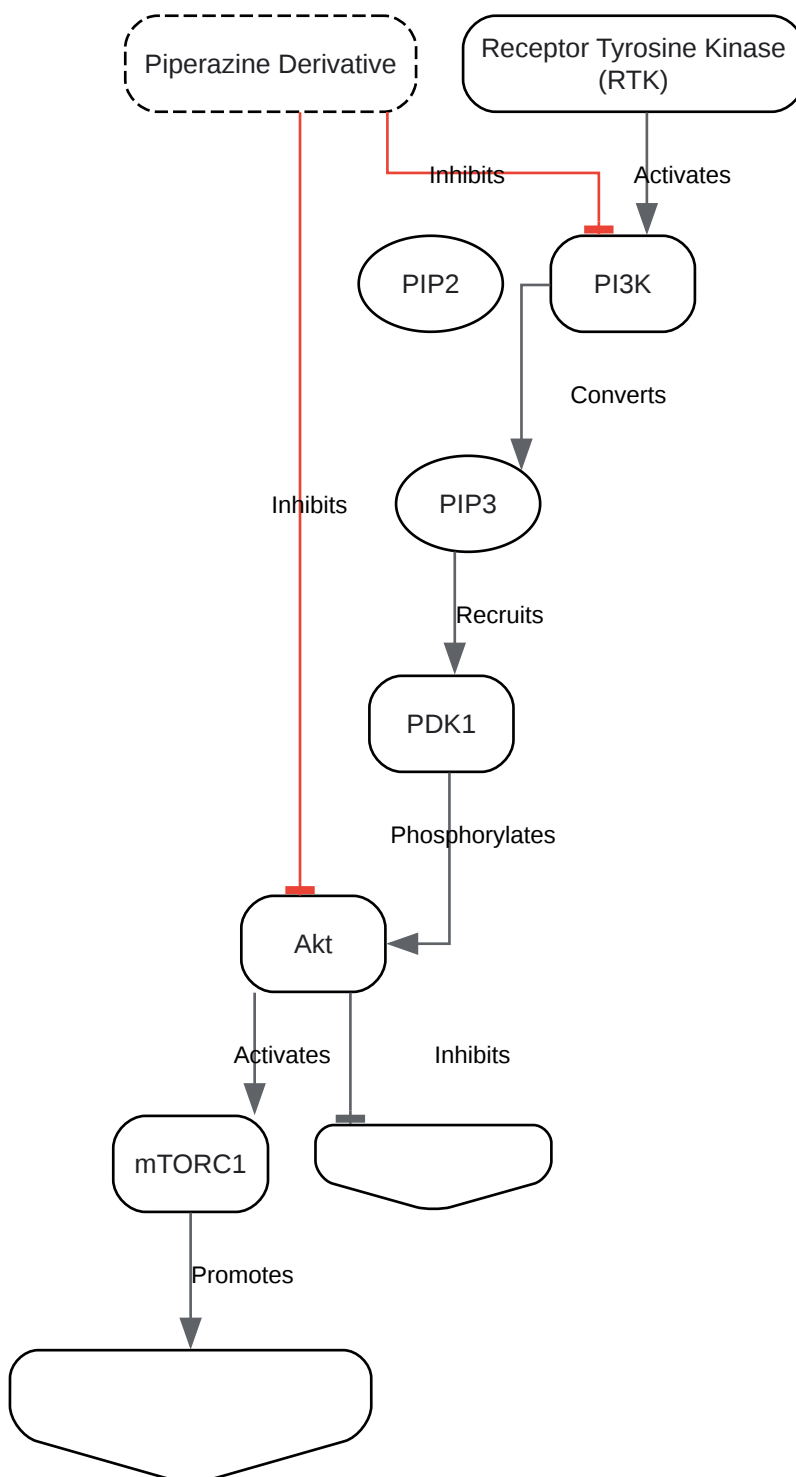 Piperazine Derivative
Receptor Tyrosine Kinase
(RTK)
Inhibits
Activates
PIP2
PI3K
Converts
PIP3
Inhibits
Recruits
PDK1
Phosphorylates
Akt
Activates
Inhibits
mTORC1
Promotes